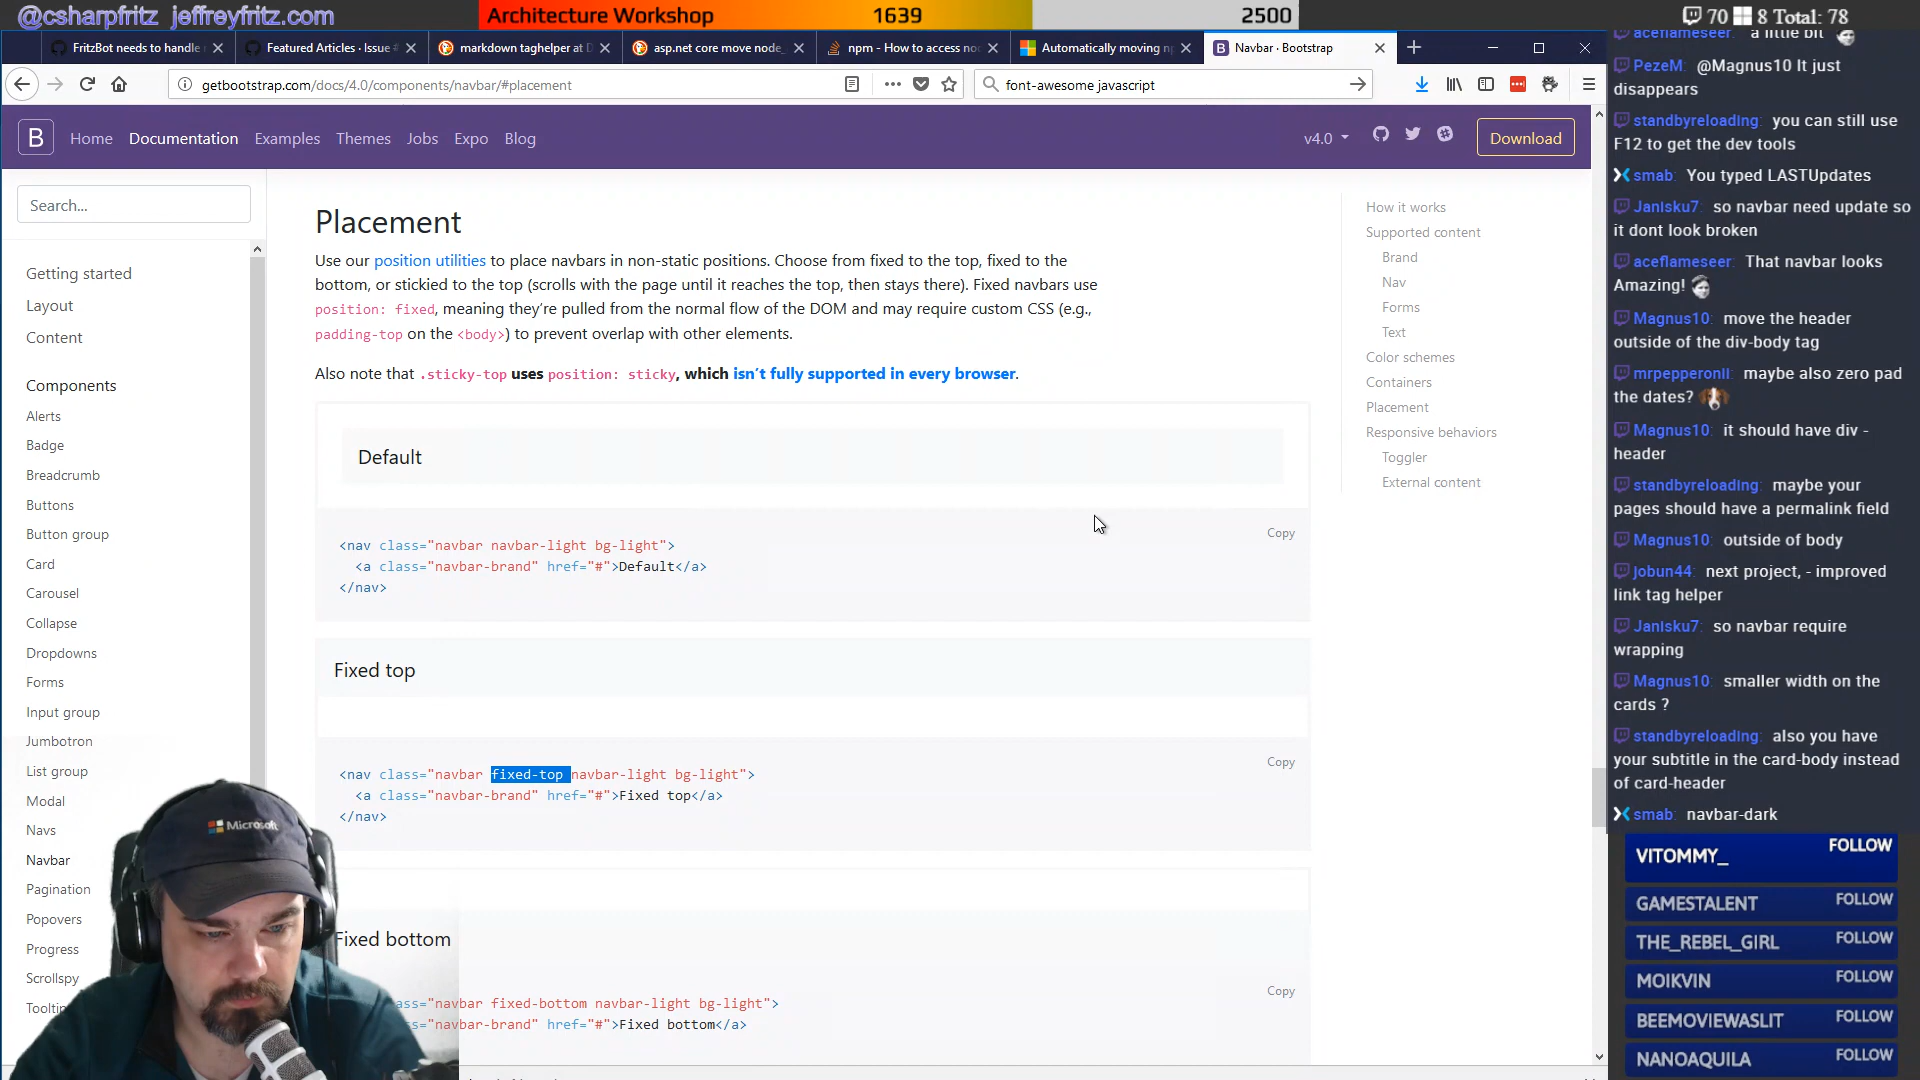 @csharpfritz jeffreyfritz.com
Architecture Workshop 1639 2500
70 8 Total: 78
FritzBot needs to handle
Featured Articles · Issue #
markdown taghelper at D
asp.net core move node_
npm - How to access no
Automatically moving n
Navbar · Bootstrap
getbootstrap.com/docs/4.0/components/navbar/#placement
font-awesome javascript
B
Home
Documentation
Examples
Themes
Jobs
Expo
Blog
v4.0
Download
Search...
Getting started
Layout
Content
Components
Alerts
Badge
Breadcrumb
Buttons
Button group
Card
Carousel
Collapse
Dropdowns
Forms
Input group
Jumbotron
List group
Modal
Navs
Navbar
Pagination
Popovers
Progress
Scrollspy
Placement
Use our position utilities to place navbars in non-static positions. Choose from fixed to the top, fixed to the
bottom, or stickied to the top (scrolls with the page until it reaches the top, then stays there). Fixed navbars use
position: fixed, meaning they’re pulled from the normal flow of the DOM and may require custom CSS (e.g.,
padding-top on the <body>) to prevent overlap with other elements.
Also note that .sticky-top uses position: sticky, which isn’t fully supported in every browser.
Default
Copy
<nav class="navbar navbar-light bg-light">
<a class="navbar-brand" href="#">Default</a>
</nav>
Fixed top
Copy
<nav class="navbar fixed-top navbar-light bg-light">
<a class="navbar-brand" href="#">Fixed top</a>
</nav>
Fixed bottom
Copy
ass="navbar fixed-bottom navbar-light bg-light">
ss="navbar-brand" href="#">Fixed bottom</a>
How it works
Supported content
Brand
Nav
Forms
Text
Color schemes
Containers
Placement
Responsive behaviors
Toggler
External content
Microsoft
aceflameseer: a little bit
PezeM: @Magnus10 It just
disappears
standbyreloading: you can still use
F12 to get the dev tools
smab: You typed LASTUpdates
Janisku7: so navbar need update so
it dont look broken
aceflameseer: That navbar looks
Amazing!
Magnus10: move the header
outside of the div-body tag
mrpepperonII: maybe also zero pad
the dates?
Magnus10: it should have div -
header
standbyreloading: maybe your
pages should have a permalink field
Magnus10: outside of body
jobun44: next project, - improved
link tag helper
Janisku7: so navbar require
wrapping
Magnus10: smaller width on the
cards ?
standbyreloading: also you have
your subtitle in the card-body instead
of card-header
smab: navbar-dark
VITOMMY_ FOLLOW
GAMESTALENT FOLLOW
THE_REBEL_GIRL FOLLOW
MOIKVIN FOLLOW
BEEMOVIEWASLIT FOLLOW
NANOAQUILA FOLLOW